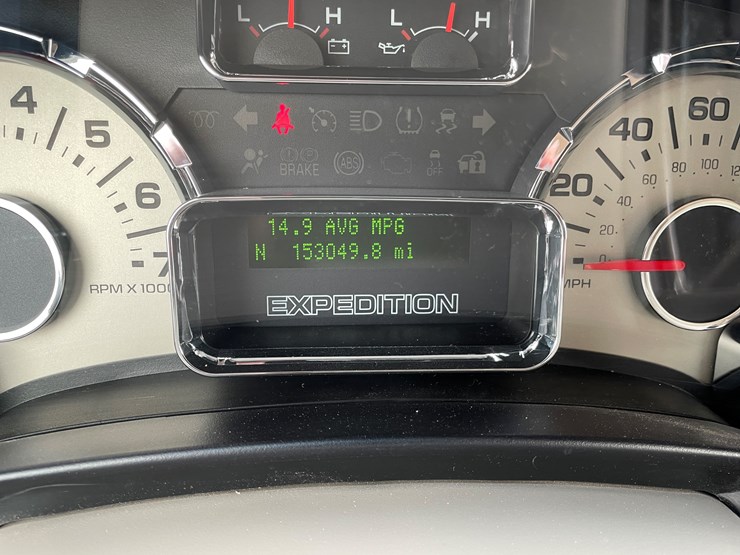 L H L H
4
5
6
7
RPM X 1000
BRAKE
ABS
OFF
14.9 AVG MPG
N 153049.8 mi
EXPEDITION
20
40
60
0
20
40
60
80
100
MPH